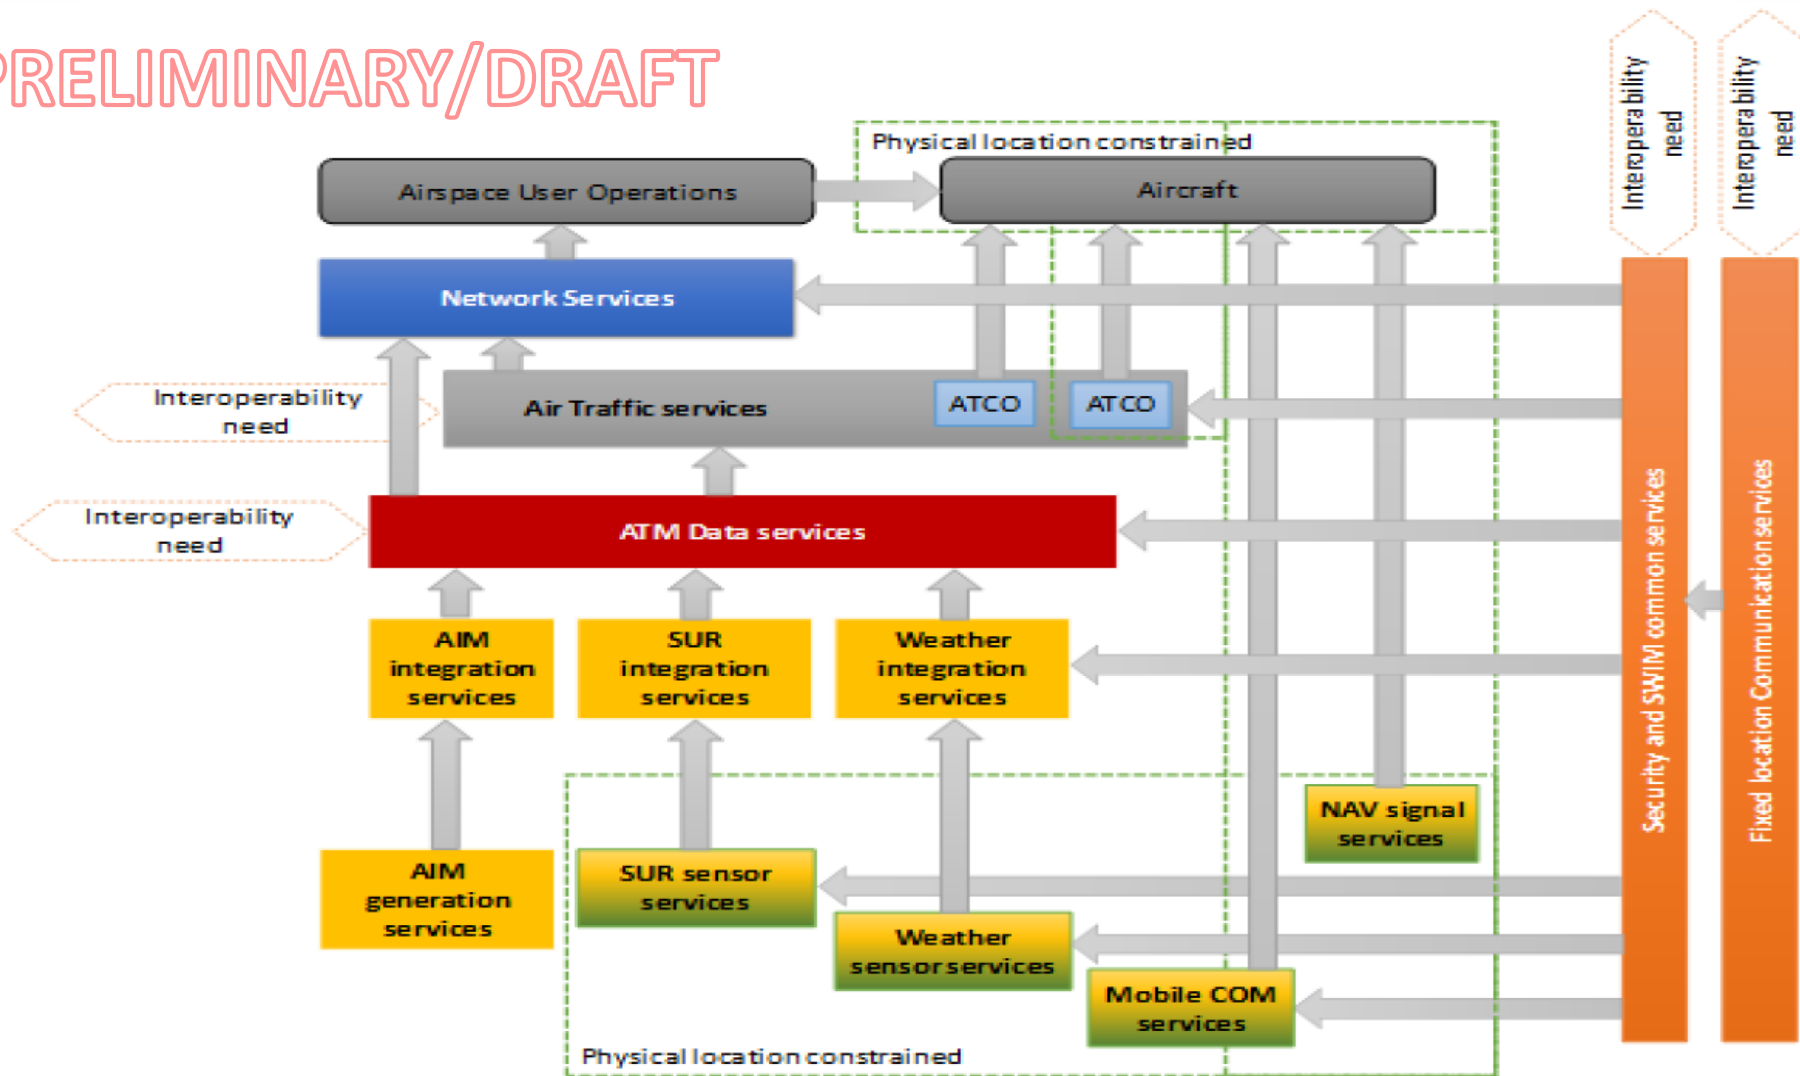 PRELIMINARY/DRAFT
Physical location constrained
Airspace User Operations
Aircraft
Interoperability
need
Interoperability
need
Network Services
Interoperability
need
Air Traffic services
ATCO
ATCO
Interoperability
need
ATM Data services
AIM
integration
services
SUR
integration
services
Weather
integration
services
Security and SWIM common services
Fixed location Communication services
NAV signal
services
AIM
generation
services
SUR sensor
services
Weather
sensor services
Mobile COM
services
Physical location constrained